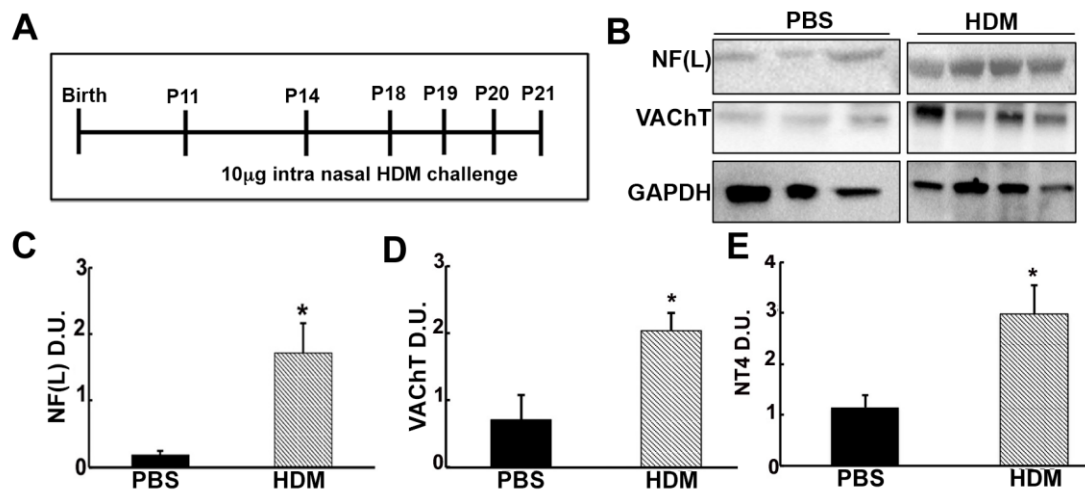 A
Birth P11 P14 P18 P19 P20 P21
10µg intra nasal HDM challenge
B
PBS HDM
NF(L)
VAChT
GAPDH
C
NF(L) D.U.
3
2
1
0
*
PBS HDM
D
VAChT D.U.
3
2
1
0
*
PBS HDM
E
NT4 D.U.
4
3
2
1
0
*
PBS HDM